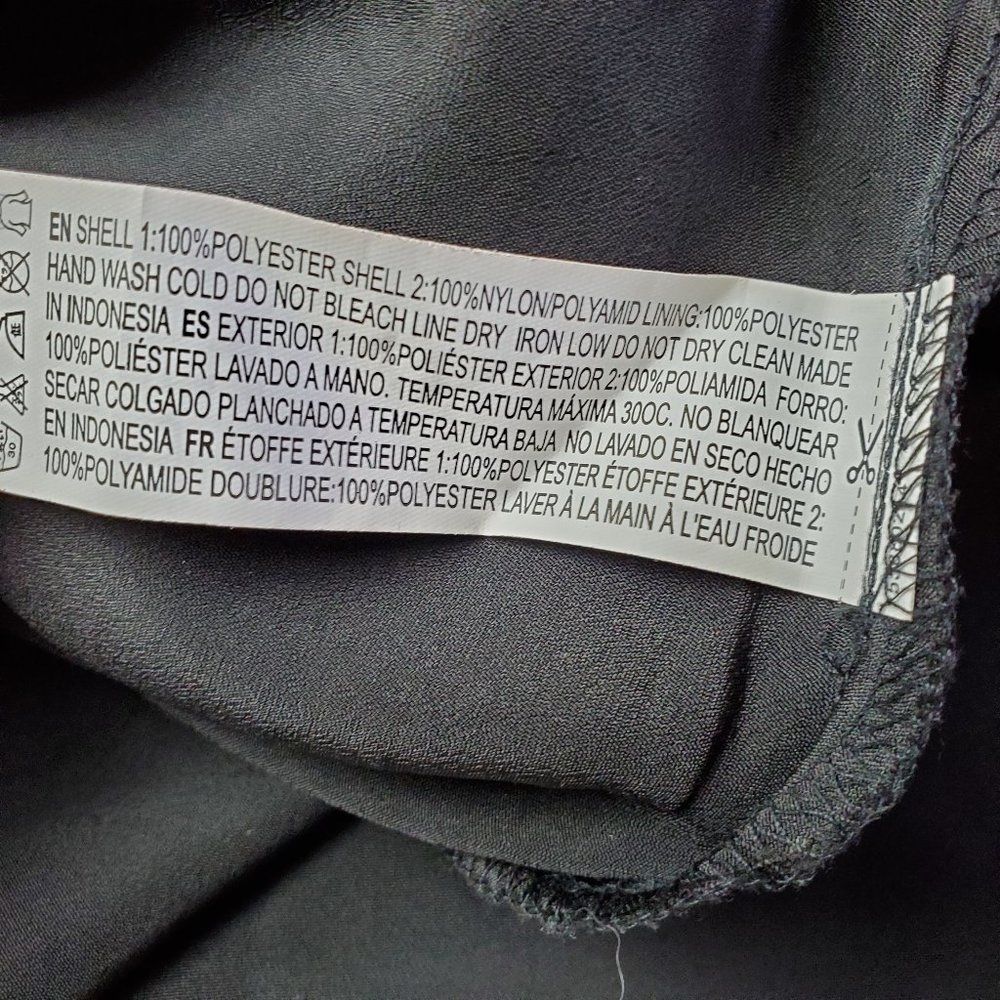 EN SHELL 1:100%POLYESTER SHELL 2:100%NYLON/POLYAMID LINING:100%POLYESTER
HAND WASH COLD DO NOT BLEACH LINE DRY IRON LOW DO NOT DRY CLEAN MADE
IN INDONESIA ES EXTERIOR 1:100%POLIÉSTER EXTERIOR 2:100%POLIAMIDA FORRO:
100%POLIÉSTER LAVADO A MANO. TEMPERATURA MÁXIMA 30OC. NO BLANQUEAR
SECAR COLGADO PLANCHADO A TEMPERATURA BAJA NO LAVADO EN SECO HECHO
EN INDONESIA FR ÉTOFFE EXTÉRIEURE 1:100%POLYESTER ÉTOFFE EXTÉRIEURE 2:
100%POLYAMIDE DOUBLURE:100%POLYESTER LAVER À LA MAIN À L'EAU FROIDE
30